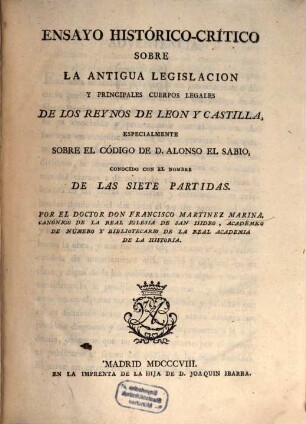 ENSAYO HISTÓRICO-CRÍTICO
SOBRE
LA ANTIGUA LEGISLACION
Y PRINCIPALES CUERPOS LEGALES
DE LOS REYNOS DE LEON Y CASTILLA,
ESPECIALMENTE
SOBRE EL CÓDIGO DE D. ALONSO EL SABIO,
CONOCIDO CON EL NOMBRE
DE LAS SIETE PARTIDAS.
POR EL DOCTOR DON FRANCISCO MARTINEZ MARINA,
CANÓNIGO DE LA REAL IGLESIA DE SAN ISIDRO, ACADÉMICO
DE NÚMERO Y BIBLIOTECARIO DE LA REAL ACADEMIA
DE LA HISTORIA.
MADRID MDCCCVIII.
EN LA IMPRENTA DE LA HIJA DE D. JOAQUIN IBARRA.